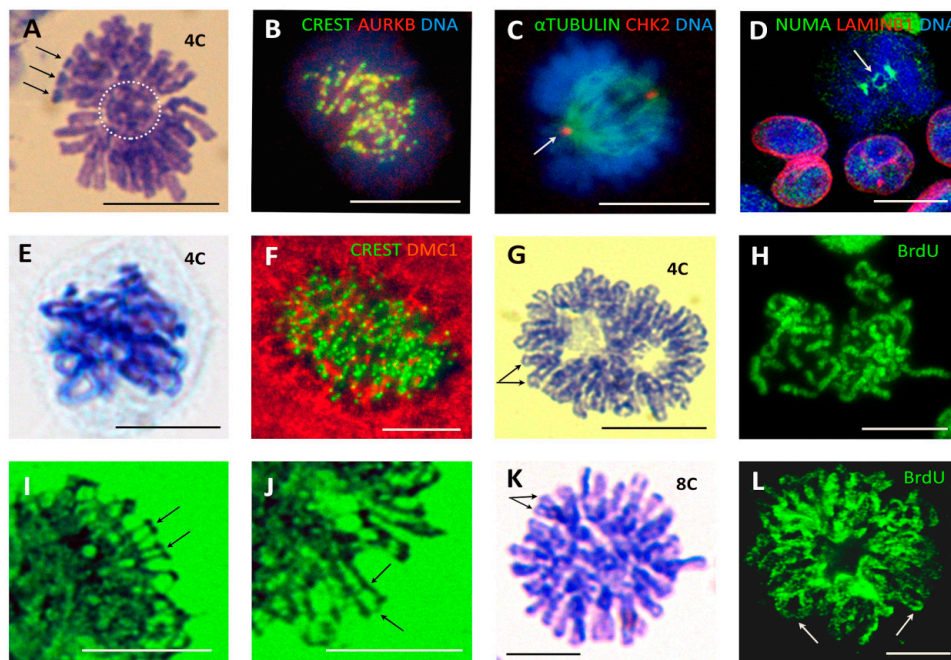 A 4C
B CREST AURKB DNA
C αTUBULIN CHK2 DNA
D NUMA LAMINB1 DNA
E 4C
F CREST DMC1
G 4C
H BrdU
I
J
K 8C
L BrdU